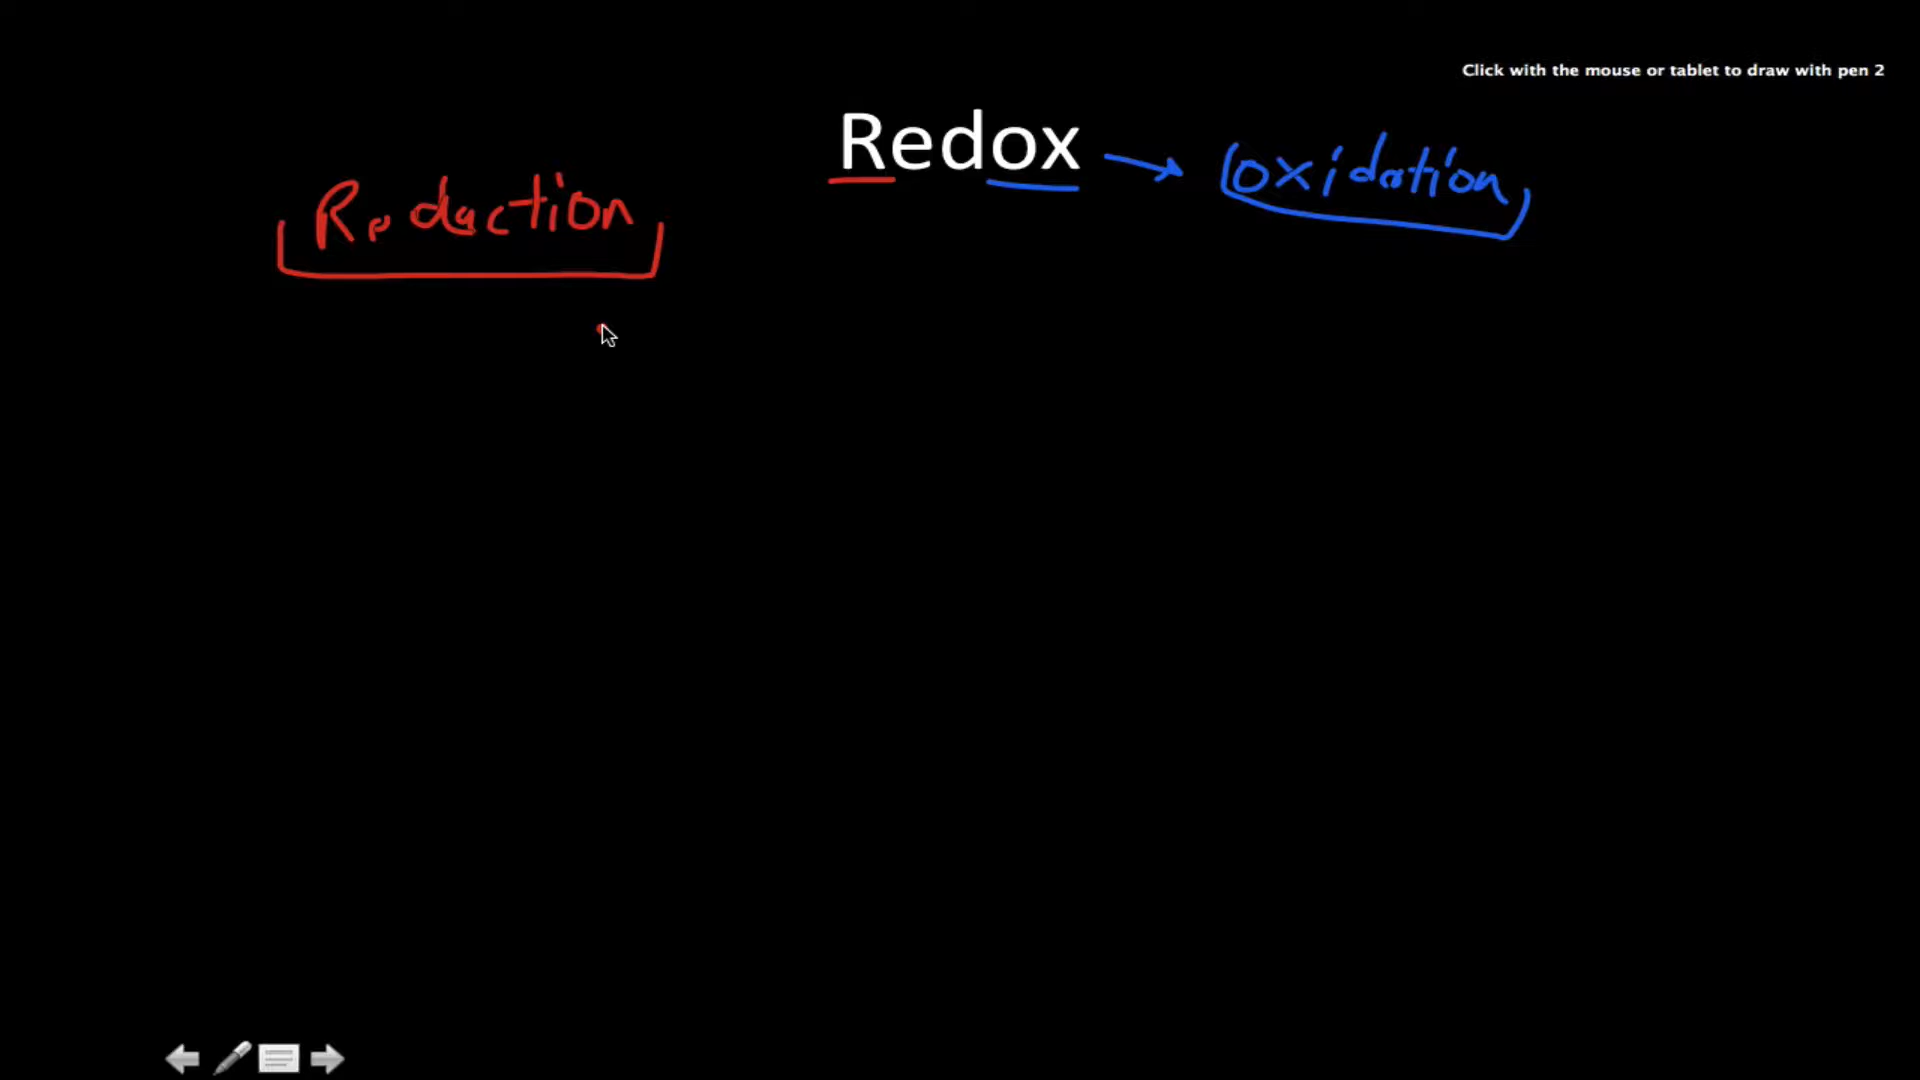 Click with the mouse or tablet to draw with pen 2
Redox
oxidation
Reduction